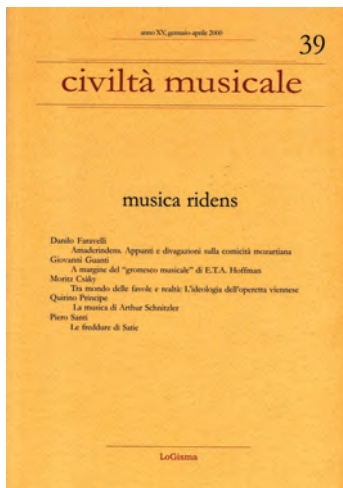 anno XV, gennaio-aprile 2000
39
civiltà musicale
musica ridens
Danilo Faravelli
Amaderindens. Appunti e divagazioni sulla comicità mozartiana
Giovanni Guanti
A margine del “grottesco musicale” di E.T.A. Hoffman
Moritz Csáky
Tra mondo delle favole e realtà: L'ideologia dell'operetta viennese
Quirino Principe
La musica di Arthur Schnitzler
Piero Santi
Le freddure di Satie
LoGisma